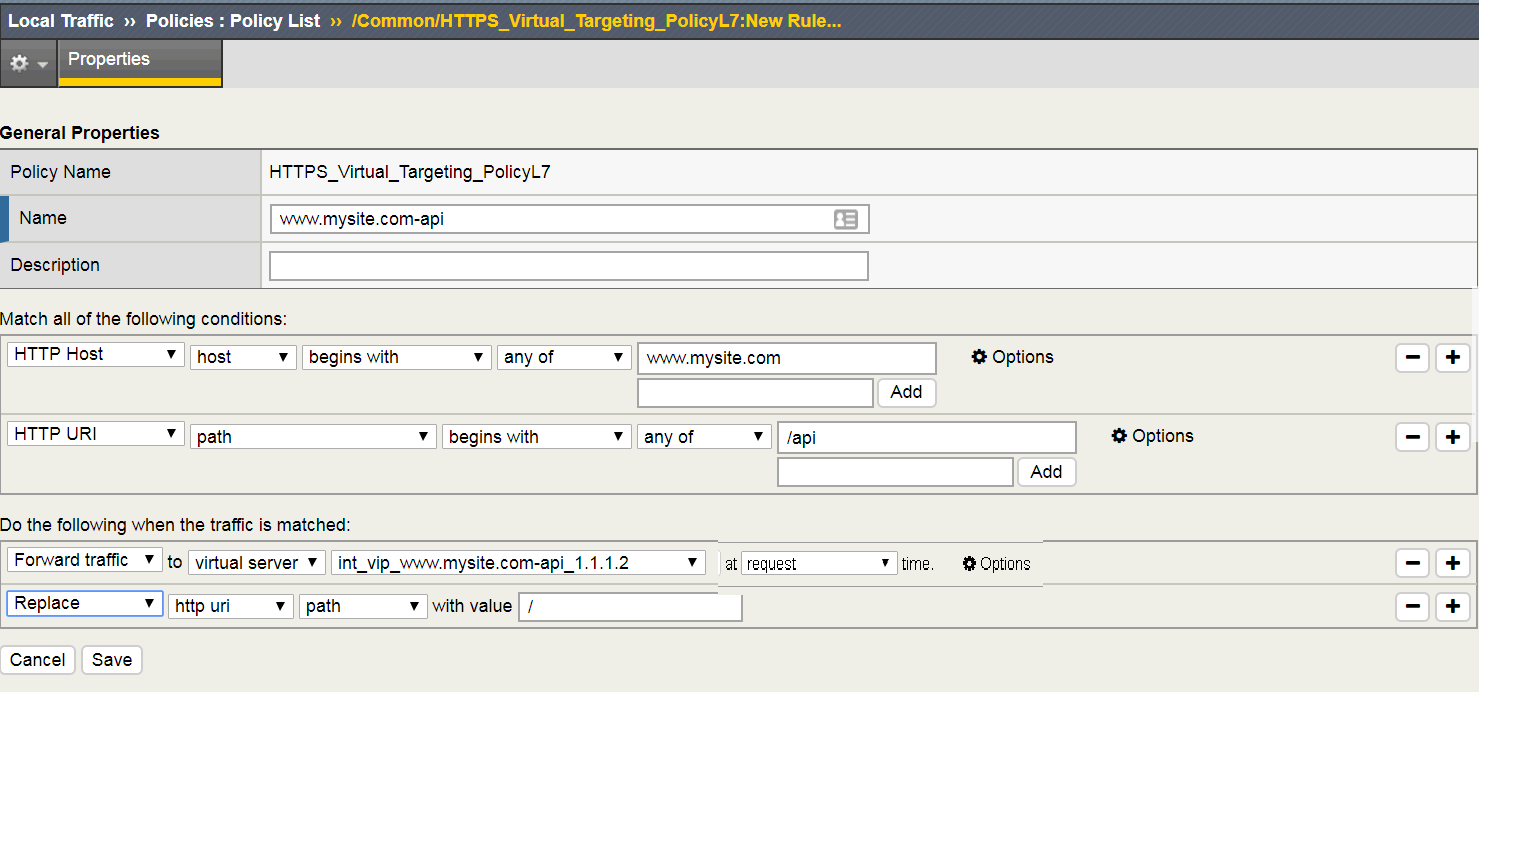 Local Traffic ›› Policies : Policy List ›› /Common/HTTPS_Virtual_Targeting_PolicyL7:New Rule...
Properties
General Properties
Policy Name HTTPS_Virtual_Targeting_PolicyL7
Name www.mysite.com-api
Description
Match all of the following conditions:
HTTP Host host begins with any of www.mysite.com Options
Add
HTTP URI path begins with any of /api Options
Add
Do the following when the traffic is matched:
Forward traffic to virtual server int_vip_www.mysite.com-api_1.1.1.2 at request time. Options
Replace http uri path with value /
Cancel Save